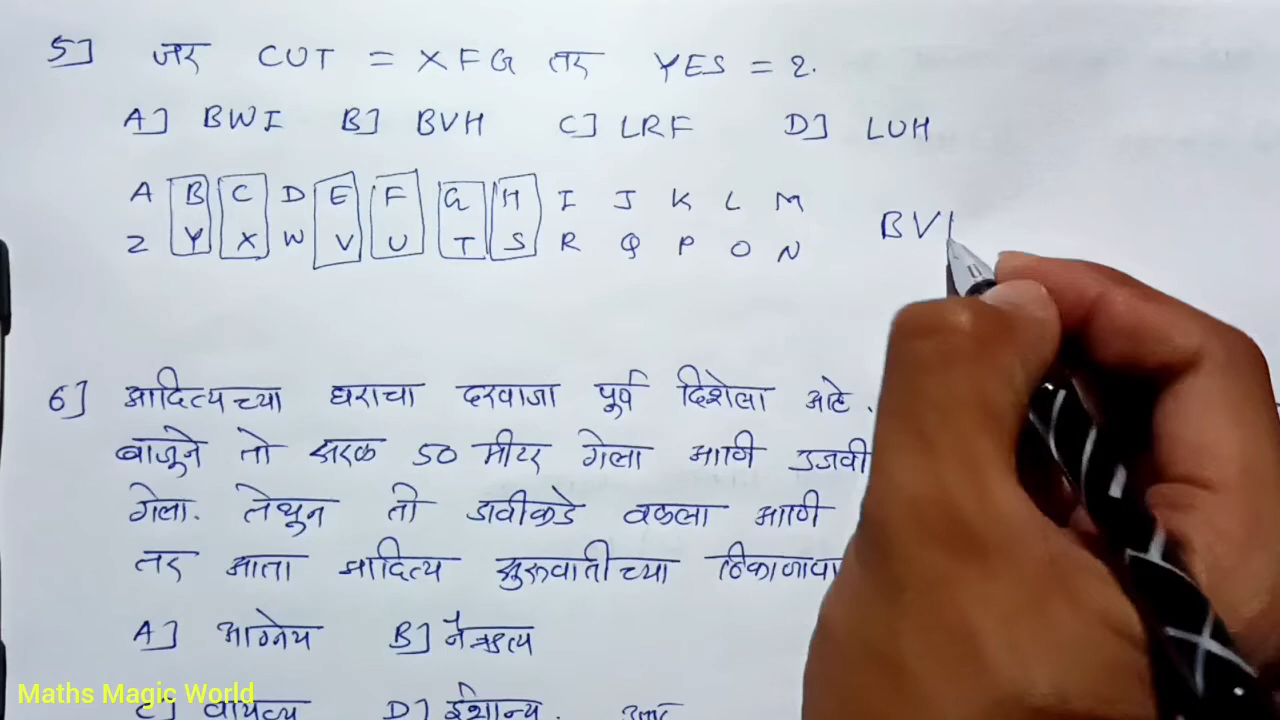 5] जर CUT = XFG तर YES = ?.
A] BWI B] BVH C] LRF D] LUH
A B C D E F G H I J K L M
Z Y X W V U T S R Q P O N
BV
6] आदित्यच्या घराचा दरवाजा पूर्व दिशेला आहे.
बाजूने तो सरळ 50 मीटर गेला आणि उजवी
गेला. तेथून तो डावीकडे वळला आणि
तर आता आदित्य सुरुवातीच्या ठिकाणापा
A] आग्नेय B] नैऋत्य
C] वायव्य D] ईशान्य.
Maths Magic World